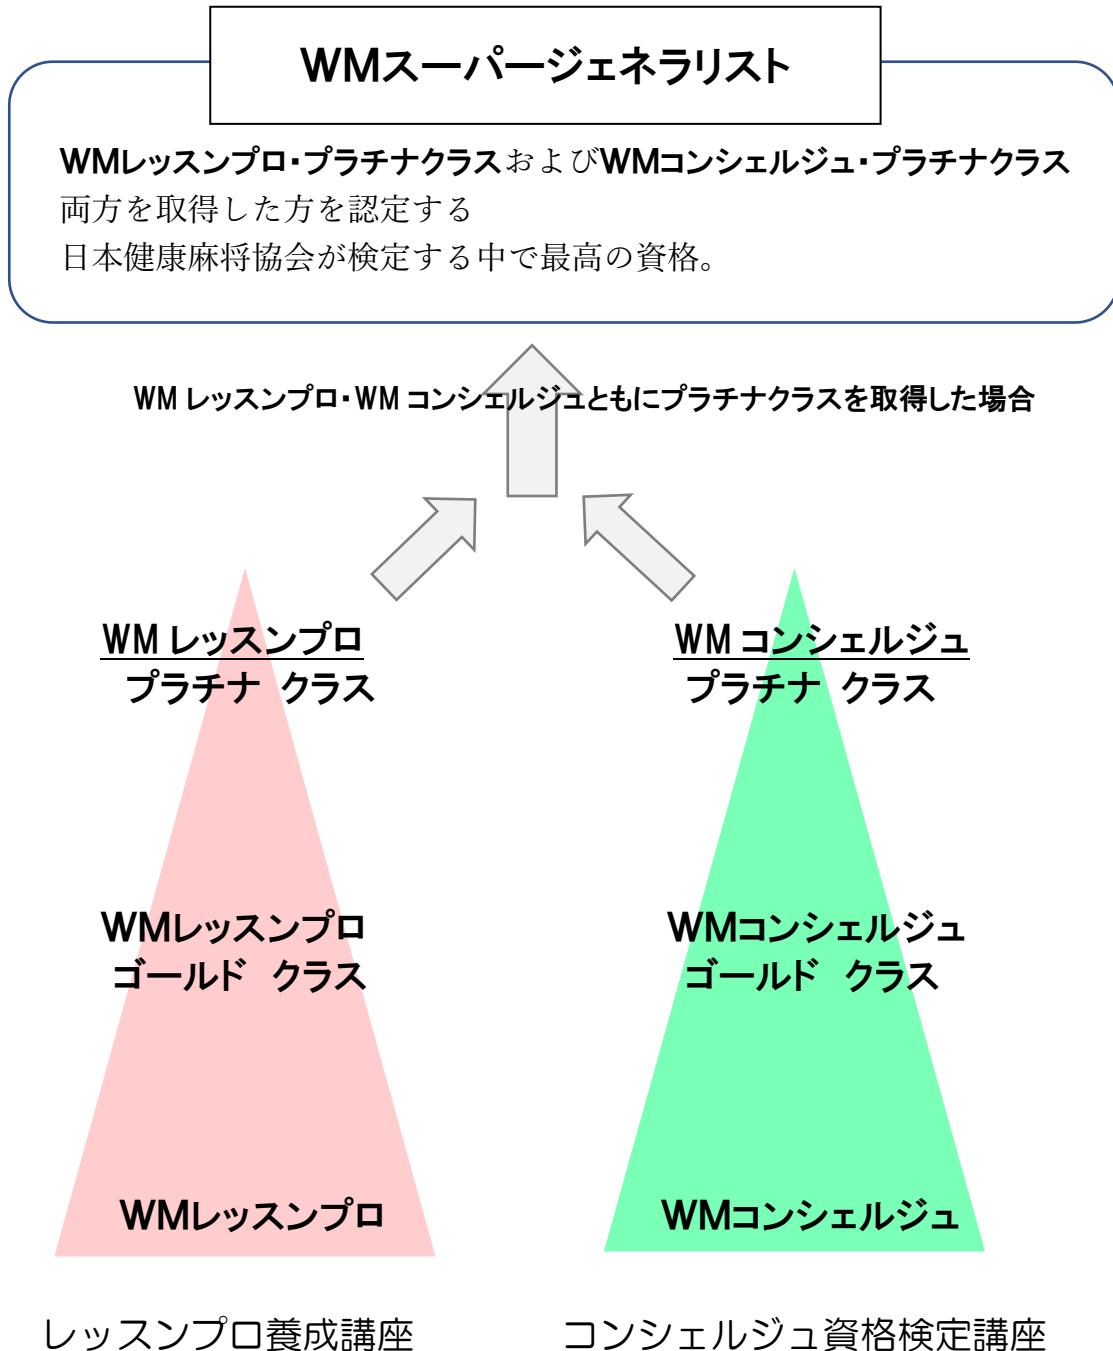 WMスーパージェネラリスト
WMレッスンプロ・プラチナクラスおよびWMコンシェルジュ・プラチナクラス
両方を取得した方を認定する
日本健康麻将協会が検定する中で最高の資格。
WM レッスンプロ・WM コンシェルジュともにプラチナクラスを取得した場合
WM レッスンプロ
プラチナ クラス
WM コンシェルジュ
プラチナ クラス
WMレッスンプロ
ゴールド クラス
WMコンシェルジュ
ゴールド クラス
WMレッスンプロ
WMコンシェルジュ
レッスンプロ養成講座
コンシェルジュ資格検定講座